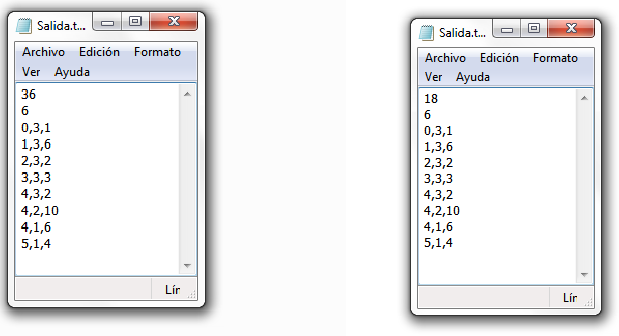 Salida.t...
Archivo Edición Formato
Ver Ayuda
36
6
0,3,1
1,3,6
2,3,2
3,3,3
4,3,2
4,2,10
4,1,6
5,1,4
Lír
Salida.t...
Archivo Edición Formato
Ver Ayuda
18
6
0,3,1
1,3,6
2,3,2
3,3,3
4,3,2
4,2,10
4,1,6
5,1,4
Lír